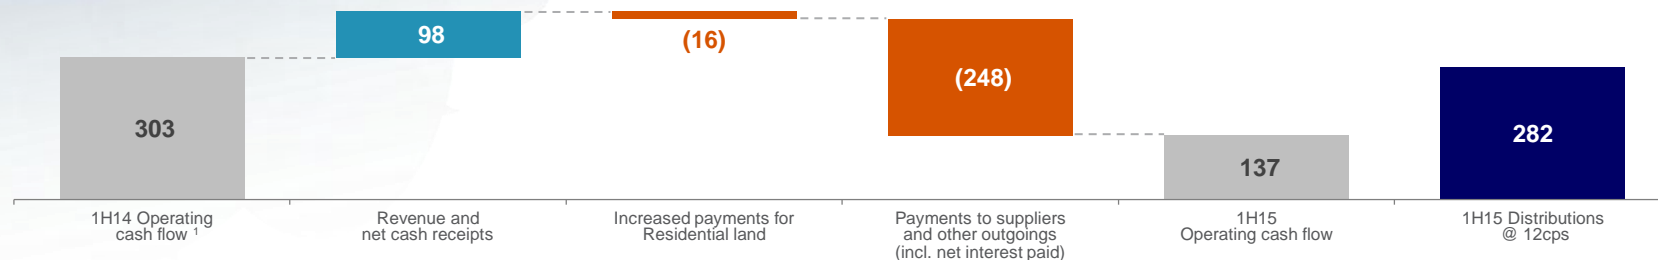 98
(16)
(248)
303
137
282
1H14 Operating
cash flow 1
Revenue and
net cash receipts
Increased payments for
Residential land
Payments to suppliers
and other outgoings
(incl. net interest paid)
1H15
Operating cash flow
1H15 Distributions
@ 12cps